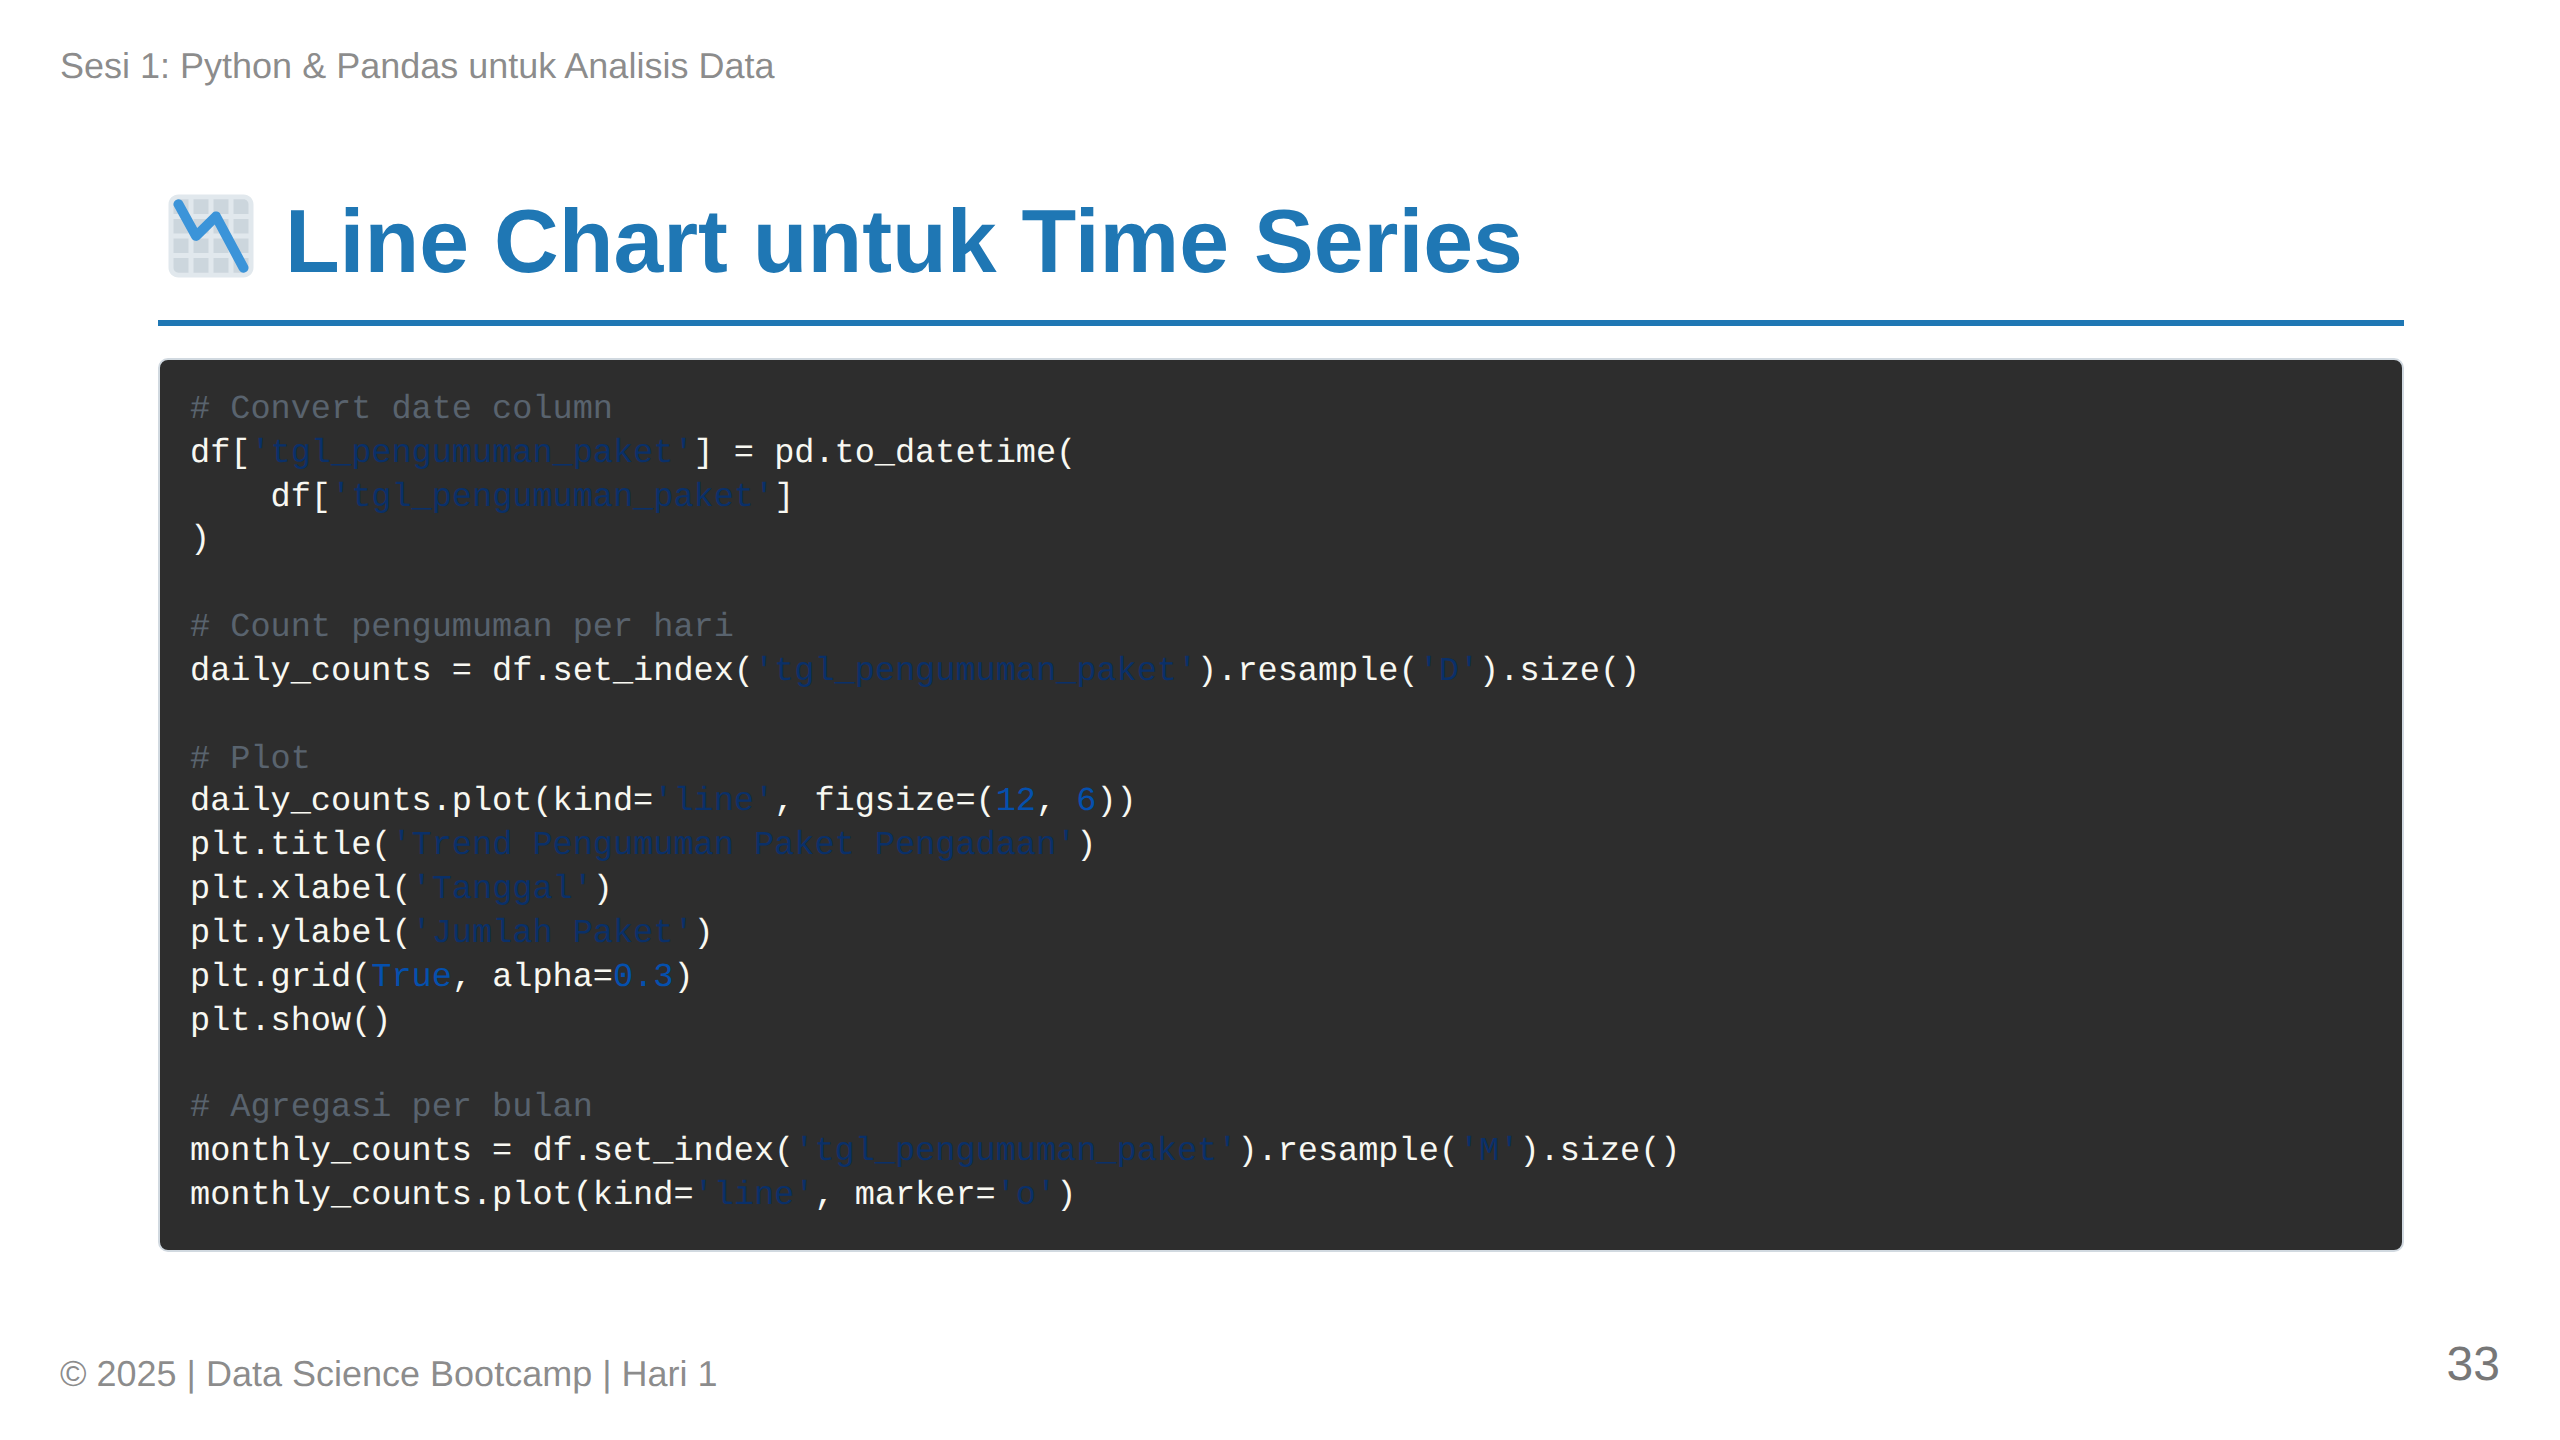 Sesi 1: Python & Pandas untuk Analisis Data
Line Chart untuk Time Series
# Convert date column
df['tgl_pengumuman_paket'] = pd.to_datetime(
    df['tgl_pengumuman_paket']
)
# Count pengumuman per hari
daily_counts = df.set_index('tgl_pengumuman_paket').resample('D').size()
# Plot
daily_counts.plot(kind='line', figsize=(12, 6))
plt.title('Trend Pengumuman Paket Pengadaan')
plt.xlabel('Tanggal')
plt.ylabel('Jumlah Paket')
plt.grid(True, alpha=0.3)
plt.show()
# Agregasi per bulan
monthly_counts = df.set_index('tgl_pengumuman_paket').resample('M').size()
monthly_counts.plot(kind='line', marker='o')
© 2025 | Data Science Bootcamp | Hari 1
33